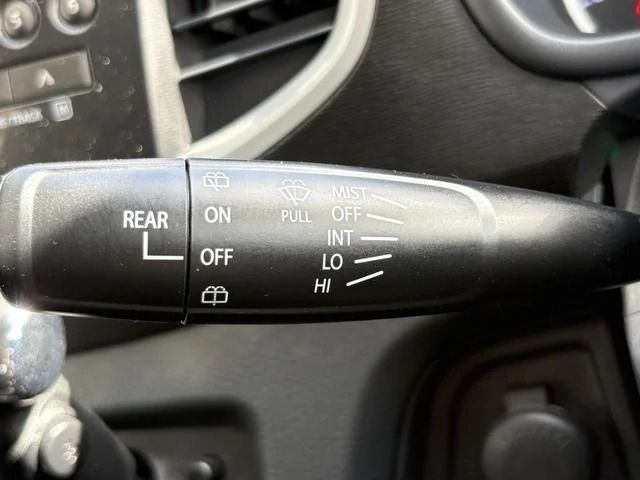 MIST
ON
OFF
REAR
PULL
INT
OFF
LO
HI